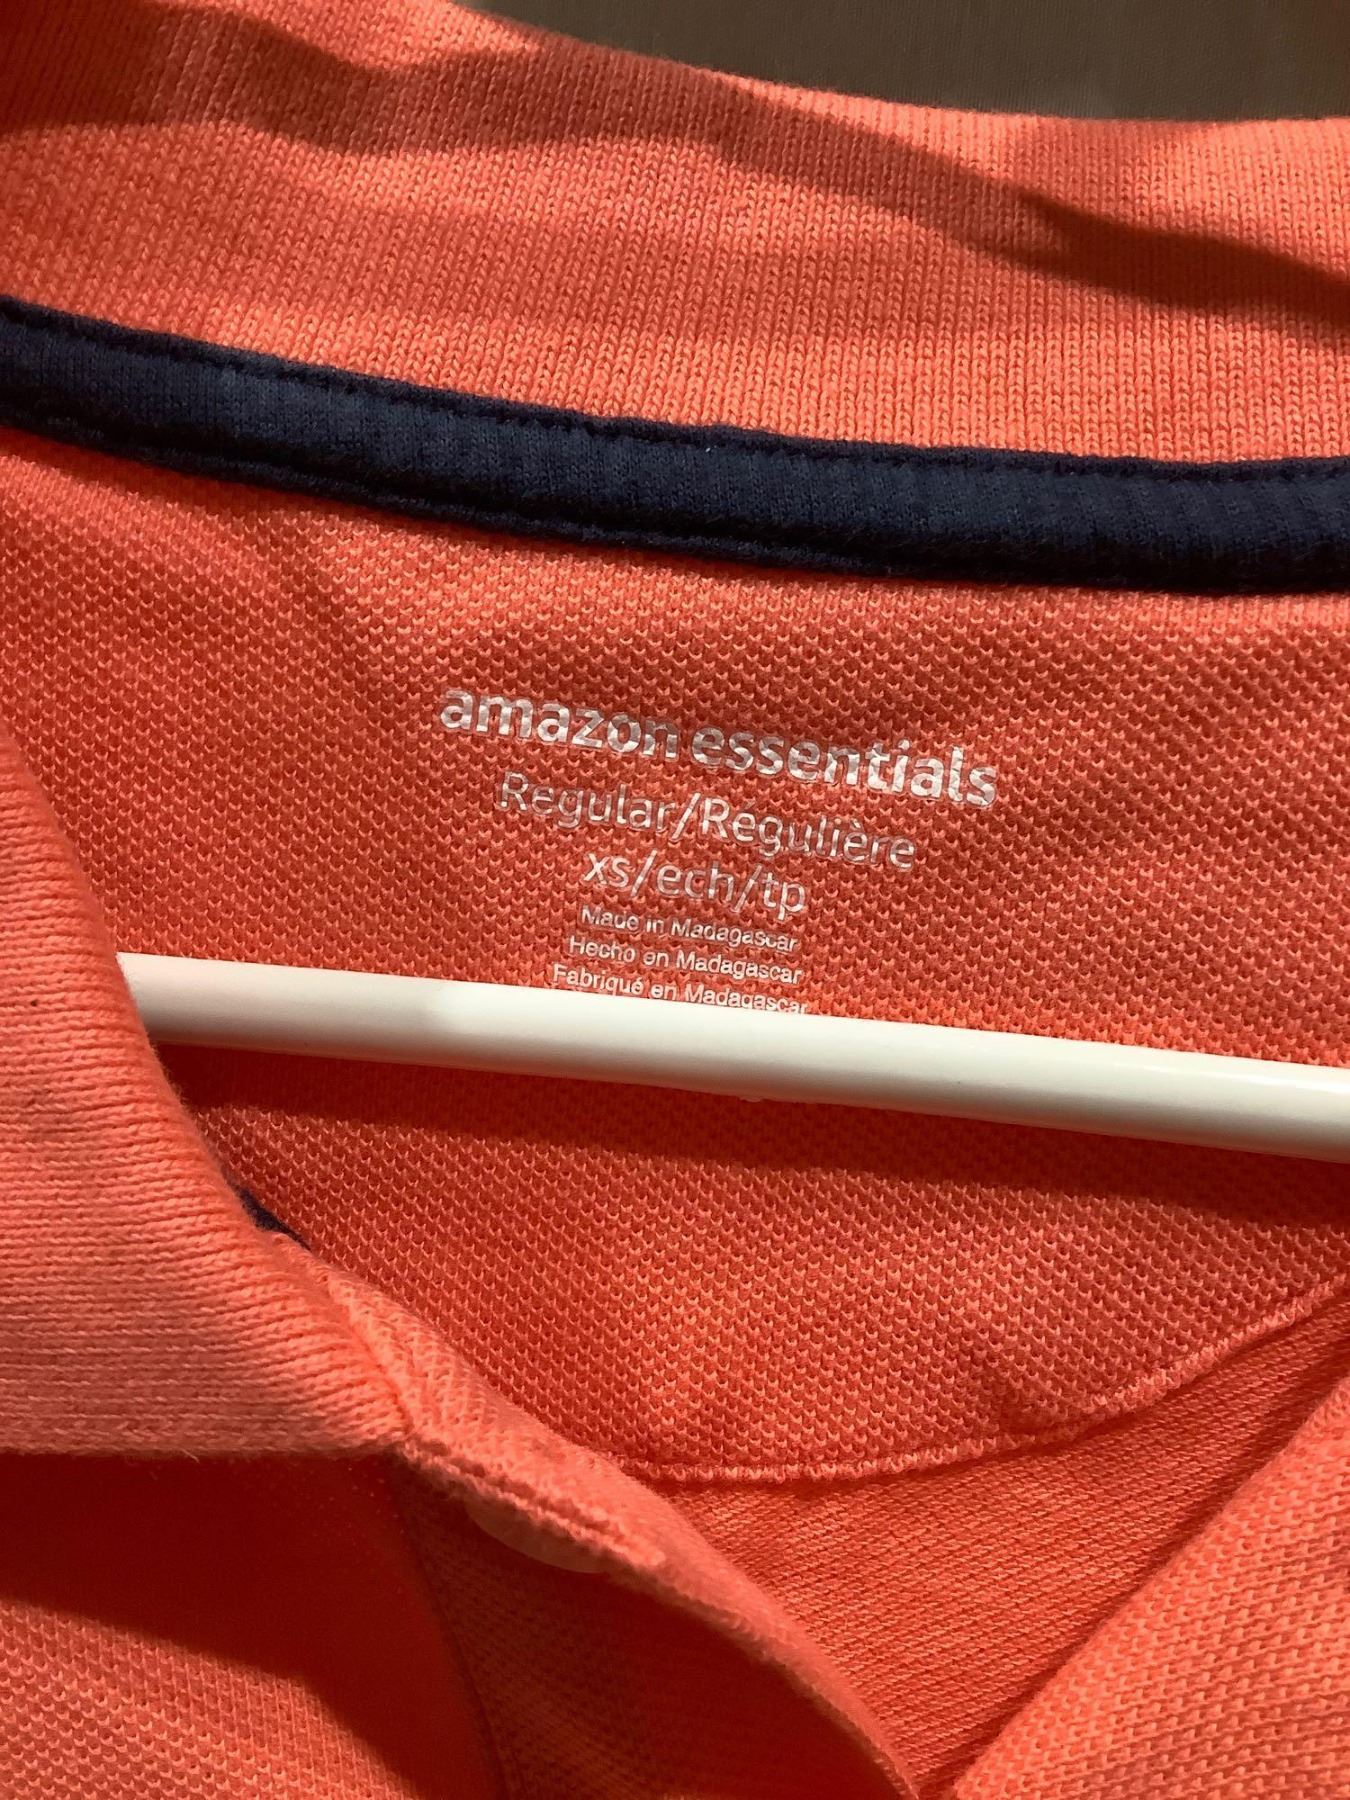 amazon essentials
Regular/Régulière
xs/ech/tp
Made in Madagascar
Hecho en Madagascar
Fabriqué en Madagascar